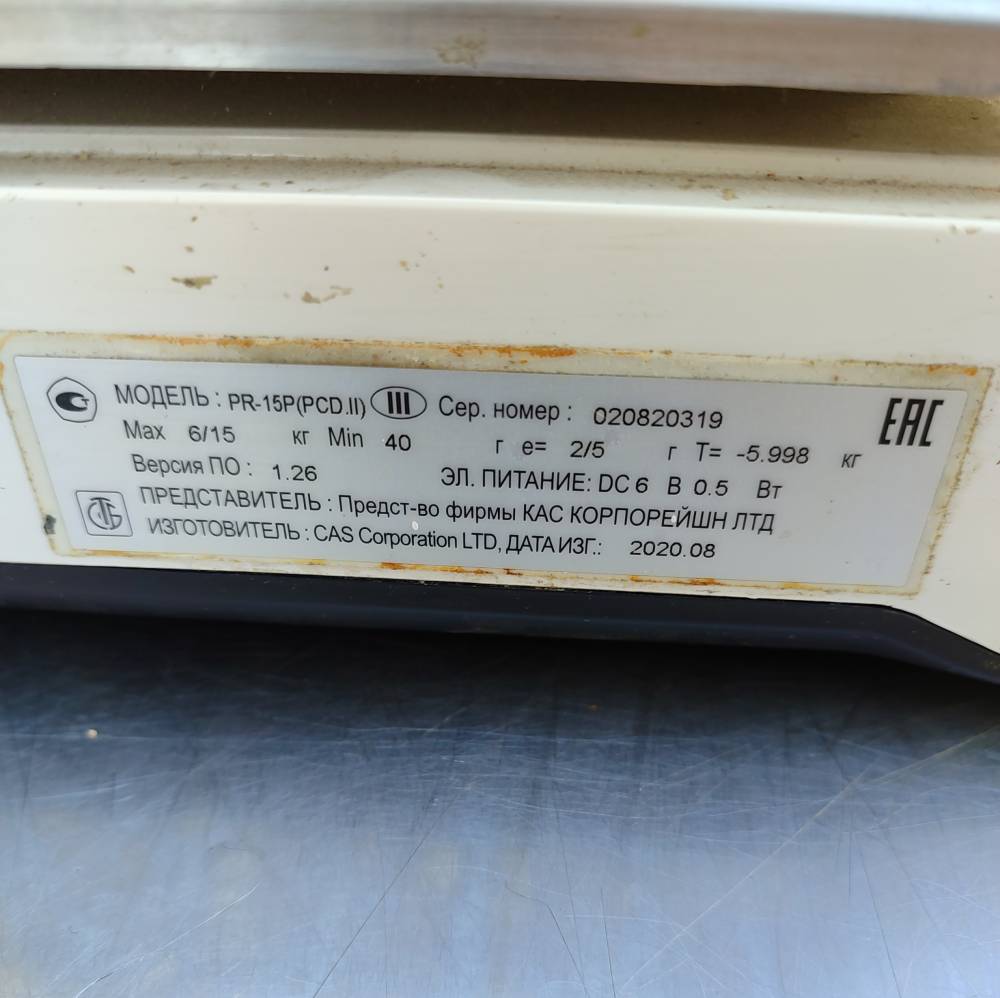 МОДЕЛЬ : PR-15P(PCD.II) III Сер. номер : 020820319 EAC
Max 6/15 кг Min 40 г e= 2/5 г T= -5.998 кг
Версия ПО : 1.26 ЭЛ. ПИТАНИЕ: DC 6 В 0.5 Вт
ПРЕДСТАВИТЕЛЬ : Предст-во фирмы КАС КОРПОРЕЙШН ЛТД
ИЗГОТОВИТЕЛЬ : CAS Corporation LTD, ДАТА ИЗГ.: 2020.08